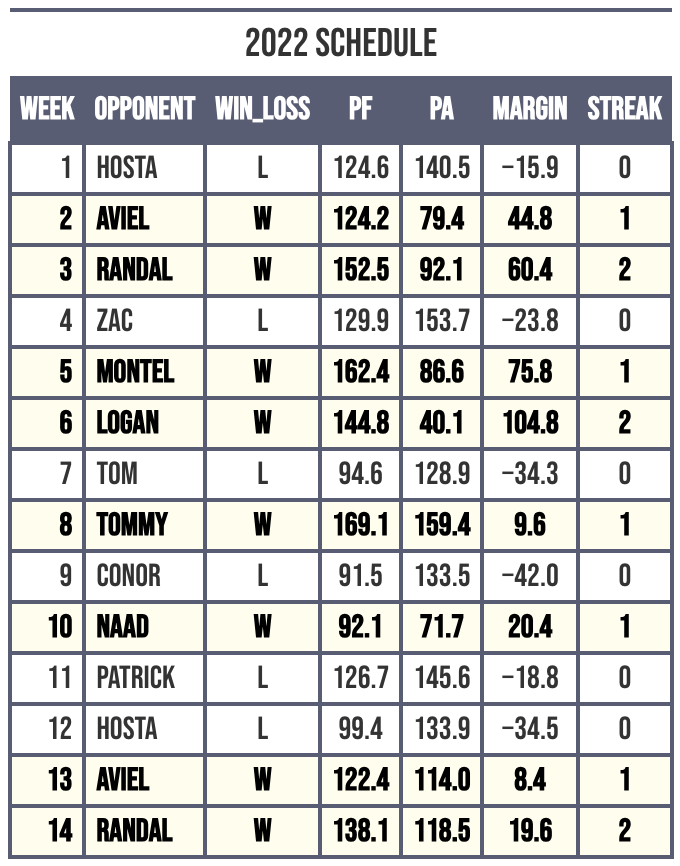 2022 SCHEDULE
WEEK OPPONENT WIN_LOSS PF PA MARGIN STREAK
1 HOSTA L 124.6 140.5 −15.9 0
2 AVIEL W 124.2 79.4 44.8 1
3 RANDAL W 152.5 92.1 60.4 2
4 ZAC L 129.9 153.7 −23.8 0
5 MONTEL W 162.4 86.6 75.8 1
6 LOGAN W 144.8 40.1 104.8 2
7 TOM L 94.6 128.9 −34.3 0
8 TOMMY W 169.1 159.4 9.6 1
9 CONOR L 91.5 133.5 −42.0 0
10 NAAD W 92.1 71.7 20.4 1
11 PATRICK L 126.7 145.6 −18.8 0
12 HOSTA L 99.4 133.9 −34.5 0
13 AVIEL W 122.4 114.0 8.4 1
14 RANDAL W 138.1 118.5 19.6 2